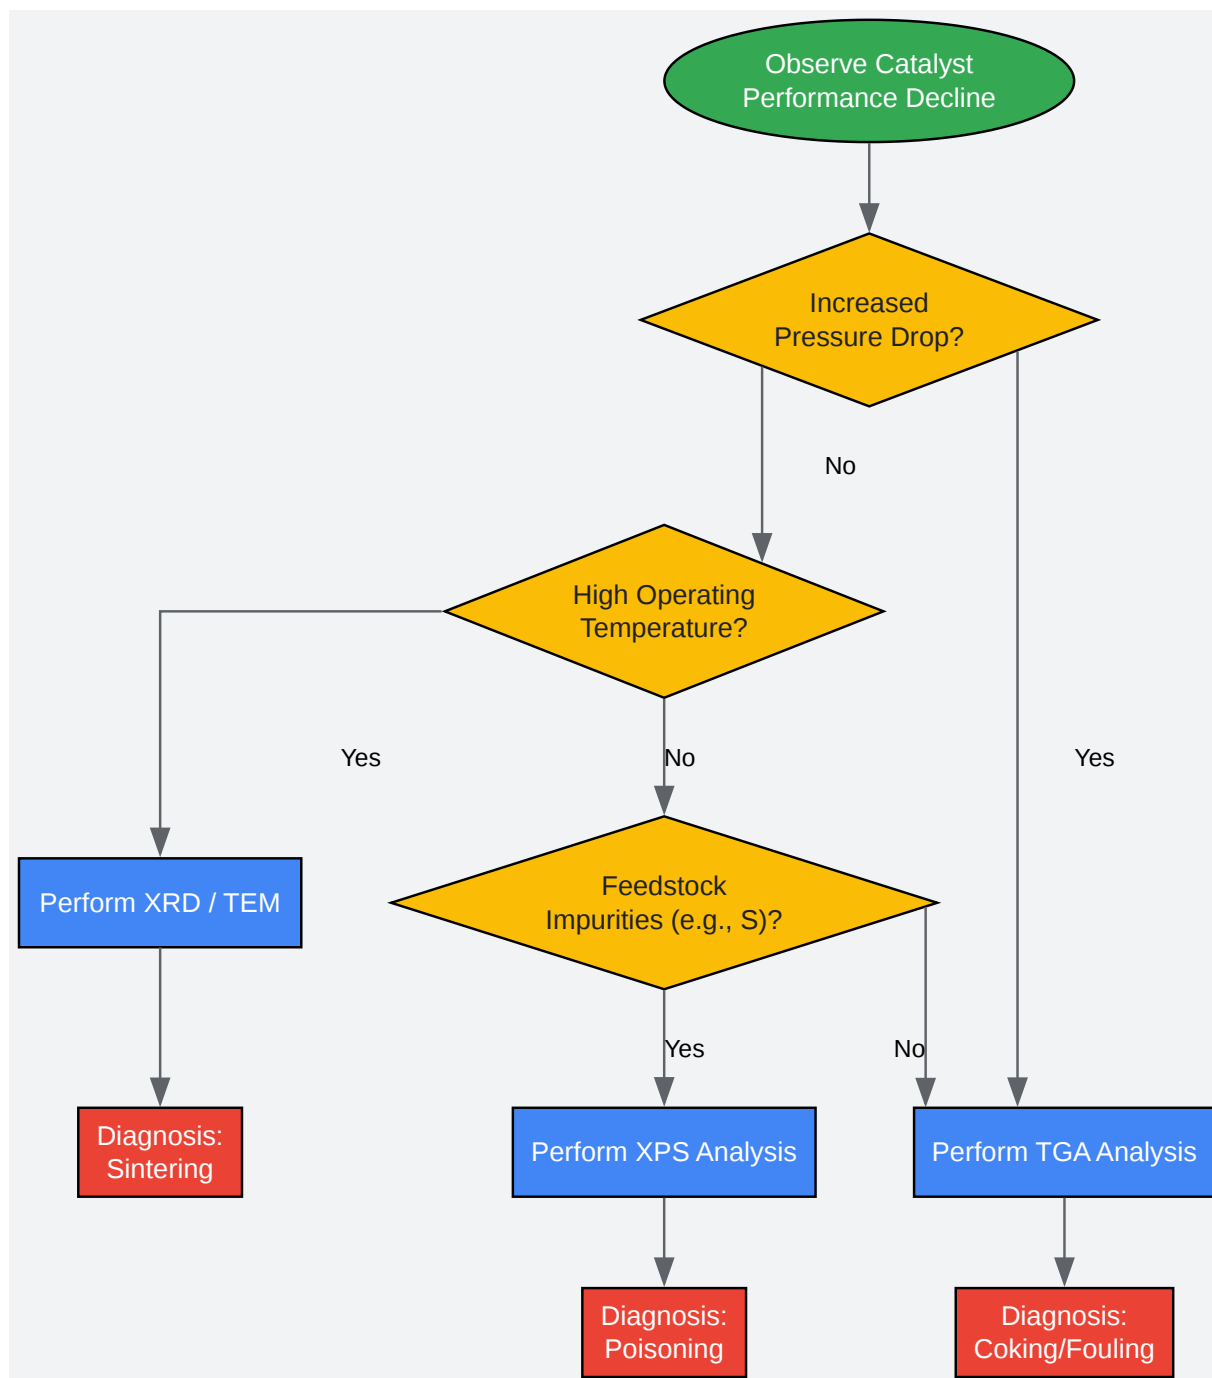 Observe Catalyst
Performance Decline
Increased
Pressure Drop?
No
High Operating
Temperature?
Yes
No
Yes
Perform XRD / TEM
Feedstock
Impurities (e.g., S)?
Yes
No
Diagnosis:
Sintering
Perform XPS Analysis
Perform TGA Analysis
Diagnosis:
Poisoning
Diagnosis:
Coking/Fouling